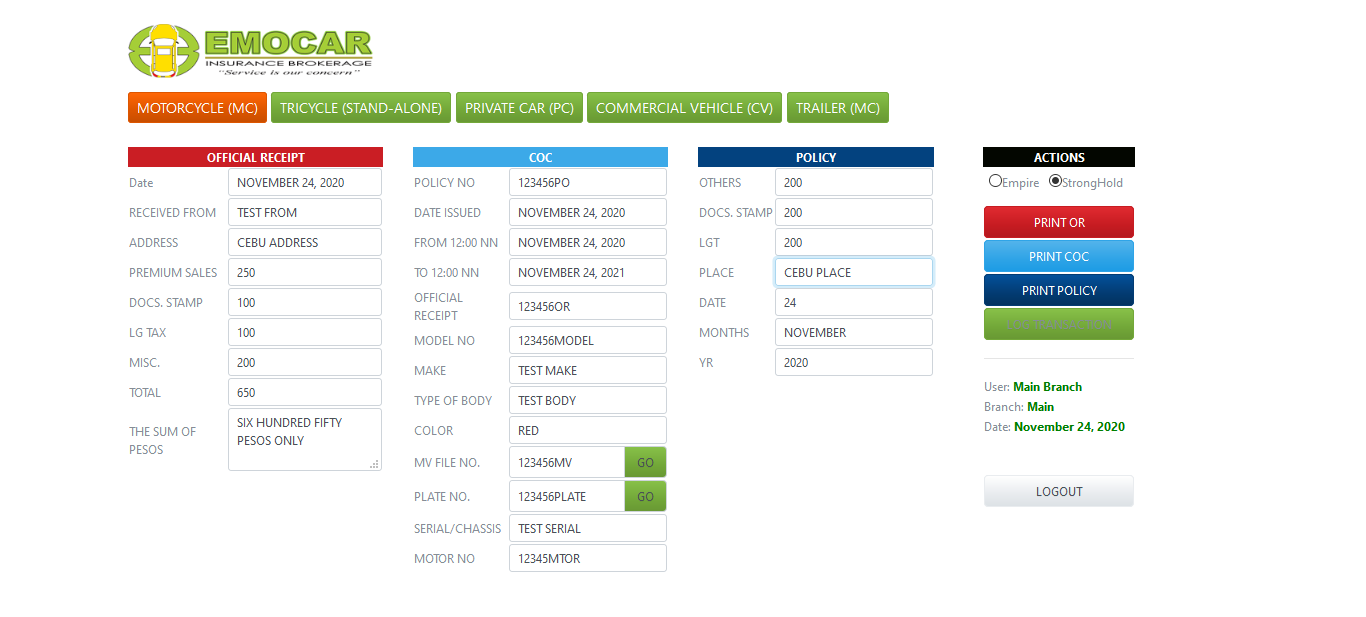 EMOCAR
INSURANCE BROKERAGE
"Service is our concern"
MOTORCYCLE (MC) TRICYCLE (STAND-ALONE) PRIVATE CAR (PC) COMMERCIAL VEHICLE (CV) TRAILER (MC)
OFFICIAL RECEIPT
Date NOVEMBER 24, 2020
RECEIVED FROM TEST FROM
ADDRESS CEBU ADDRESS
PREMIUM SALES 250
DOCS. STAMP 100
LG TAX 100
MISC. 200
TOTAL 650
THE SUM OF
PESOS
SIX HUNDRED FIFTY
PESOS ONLY
COC
POLICY NO 123456PO
DATE ISSUED NOVEMBER 24, 2020
FROM 12:00 NN NOVEMBER 24, 2020
TO 12:00 NN NOVEMBER 24, 2021
OFFICIAL
RECEIPT
123456OR
MODEL NO 123456MODEL
MAKE TEST MAKE
TYPE OF BODY TEST BODY
COLOR RED
MV FILE NO. 123456MV GO
PLATE NO. 123456PLATE GO
SERIAL/CHASSIS TEST SERIAL
MOTOR NO 12345MTOR
POLICY
OTHERS 200
DOCS. STAMP 200
LGT 200
PLACE CEBU PLACE
DATE 24
MONTHS NOVEMBER
YR 2020
ACTIONS
Empire StrongHold
PRINT OR
PRINT COC
PRINT POLICY
LOG TRANSACTION
User: Main Branch
Branch: Main
Date: November 24, 2020
LOGOUT